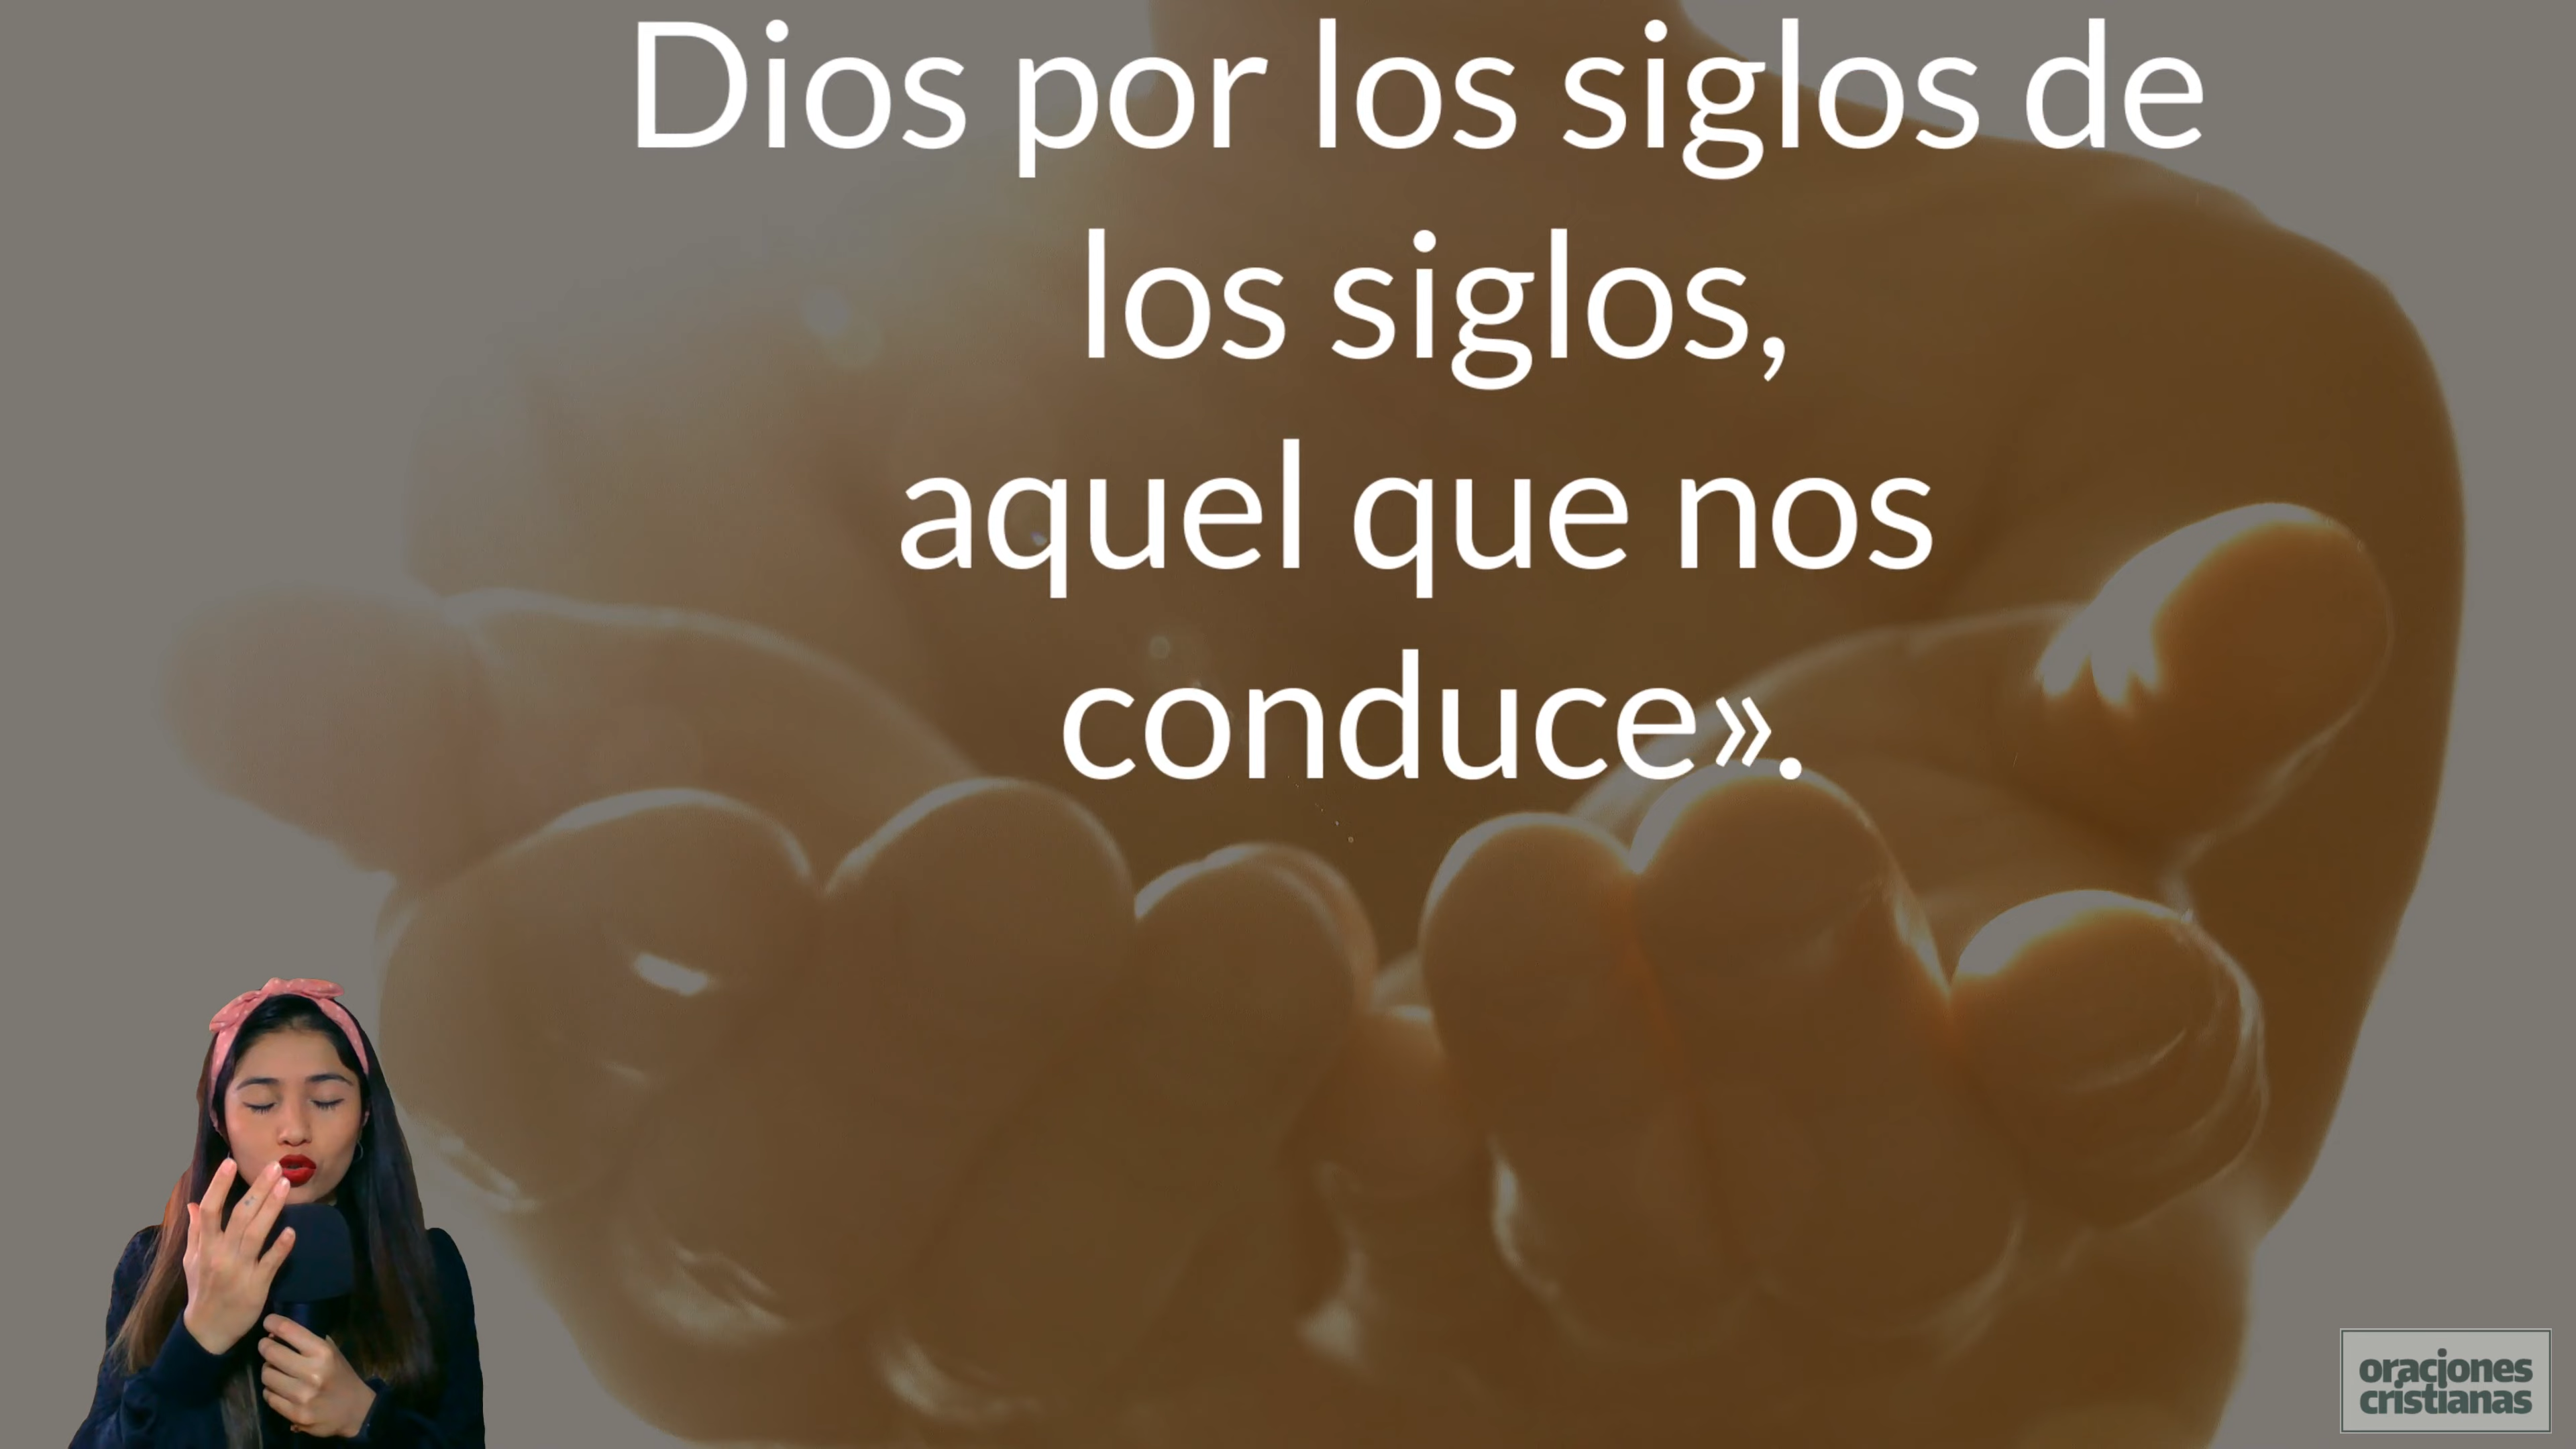 Dios por los siglos de
los siglos,
aquel que nos
conduce».
oraciones
cristianas